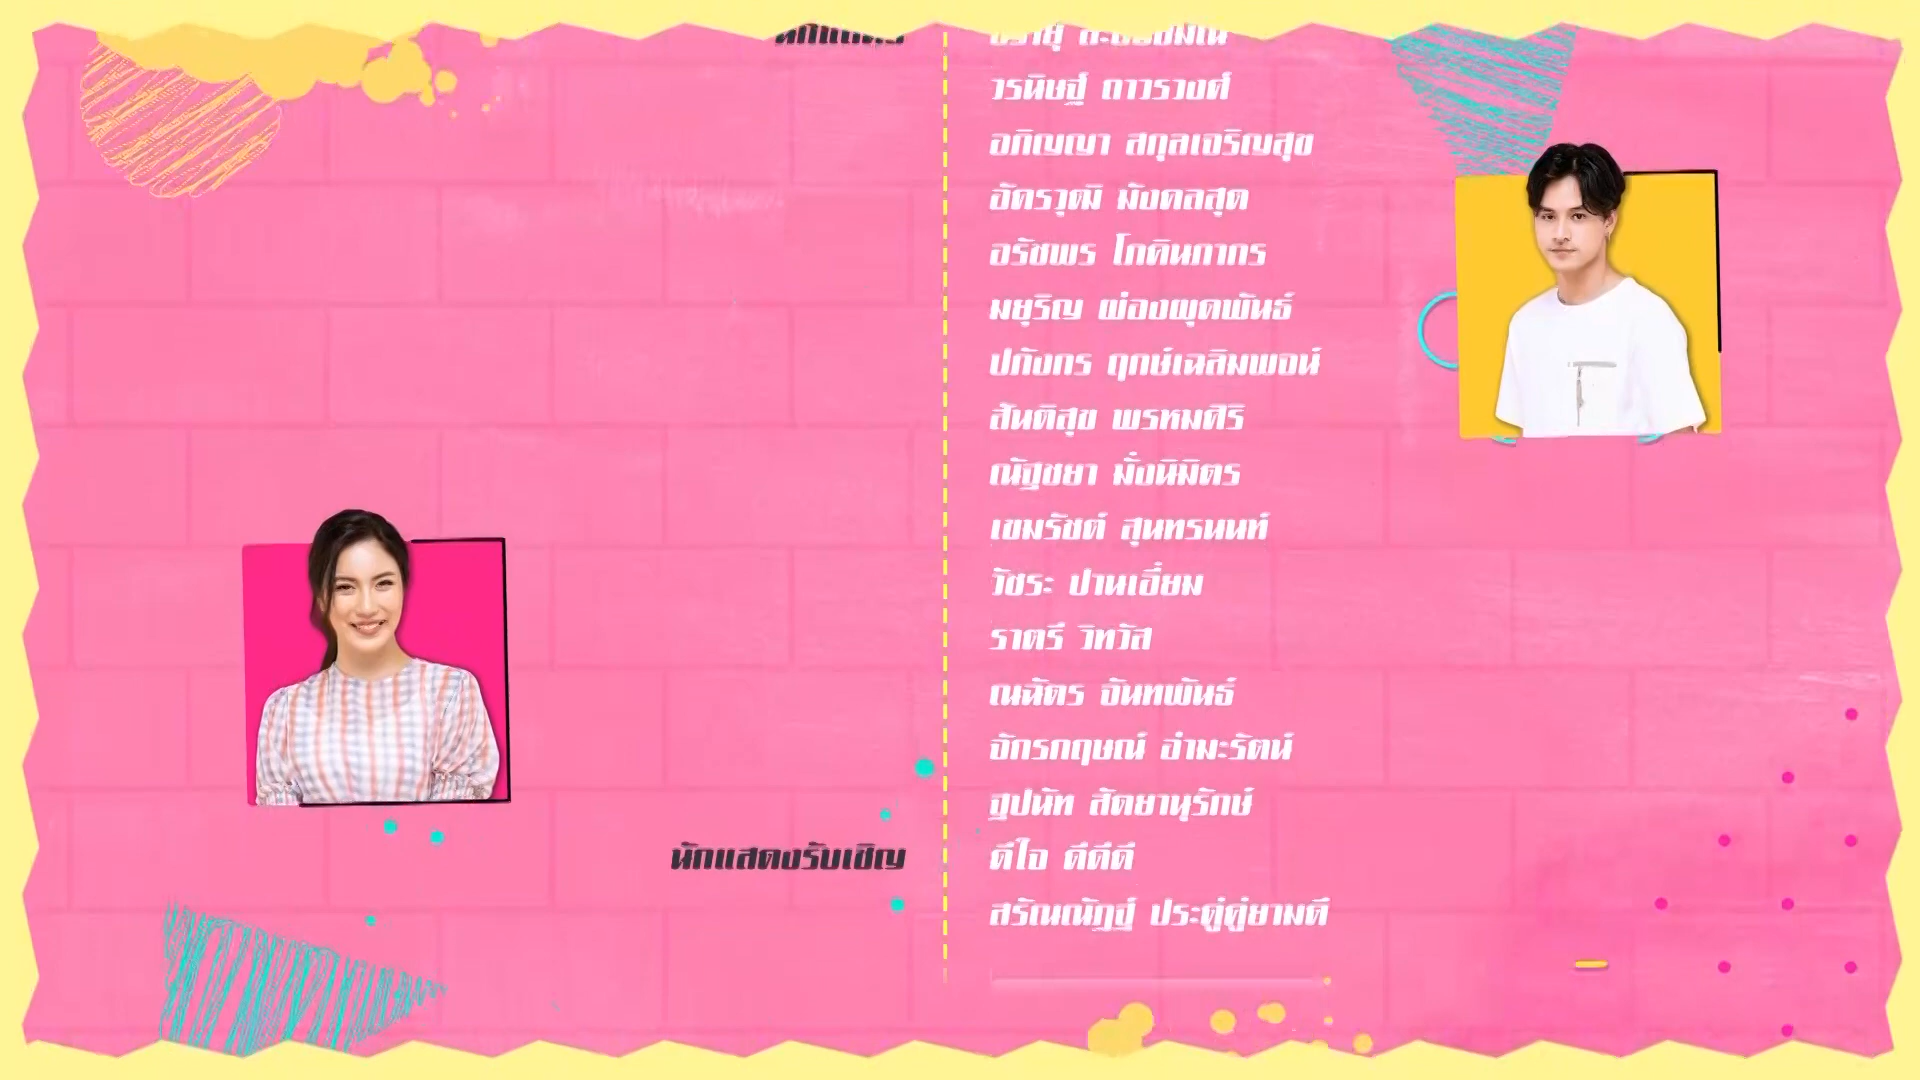 วรนิษฐ์ ถาวรวงศ์
อภิญญา สกุลเจริญสุข
อัครวุฒิ มังคลสุต
อรัชพร โภคินภากร
มยุริญ ผ่องผุดพันธ์
ปภังกร ฤกษ์เฉลิมพจน์
สันติสุข พรหมศิริ
ณัฐชยา มั่งนิมิตร
เขมรัชต์ สุนทรนนท์
วัชระ ปานเอี่ยม
ราตรี วิทวัส
ณฉัตร จันทพันธ์
จักรกฤษณ์ อำมะรัตน์
ฐปนัท สัตยานุรักษ์
นักแสดงรับเชิญ
ดีใจ ดีดีดี
สรัณณัฏฐ์ ประดู่คู่ยามดี